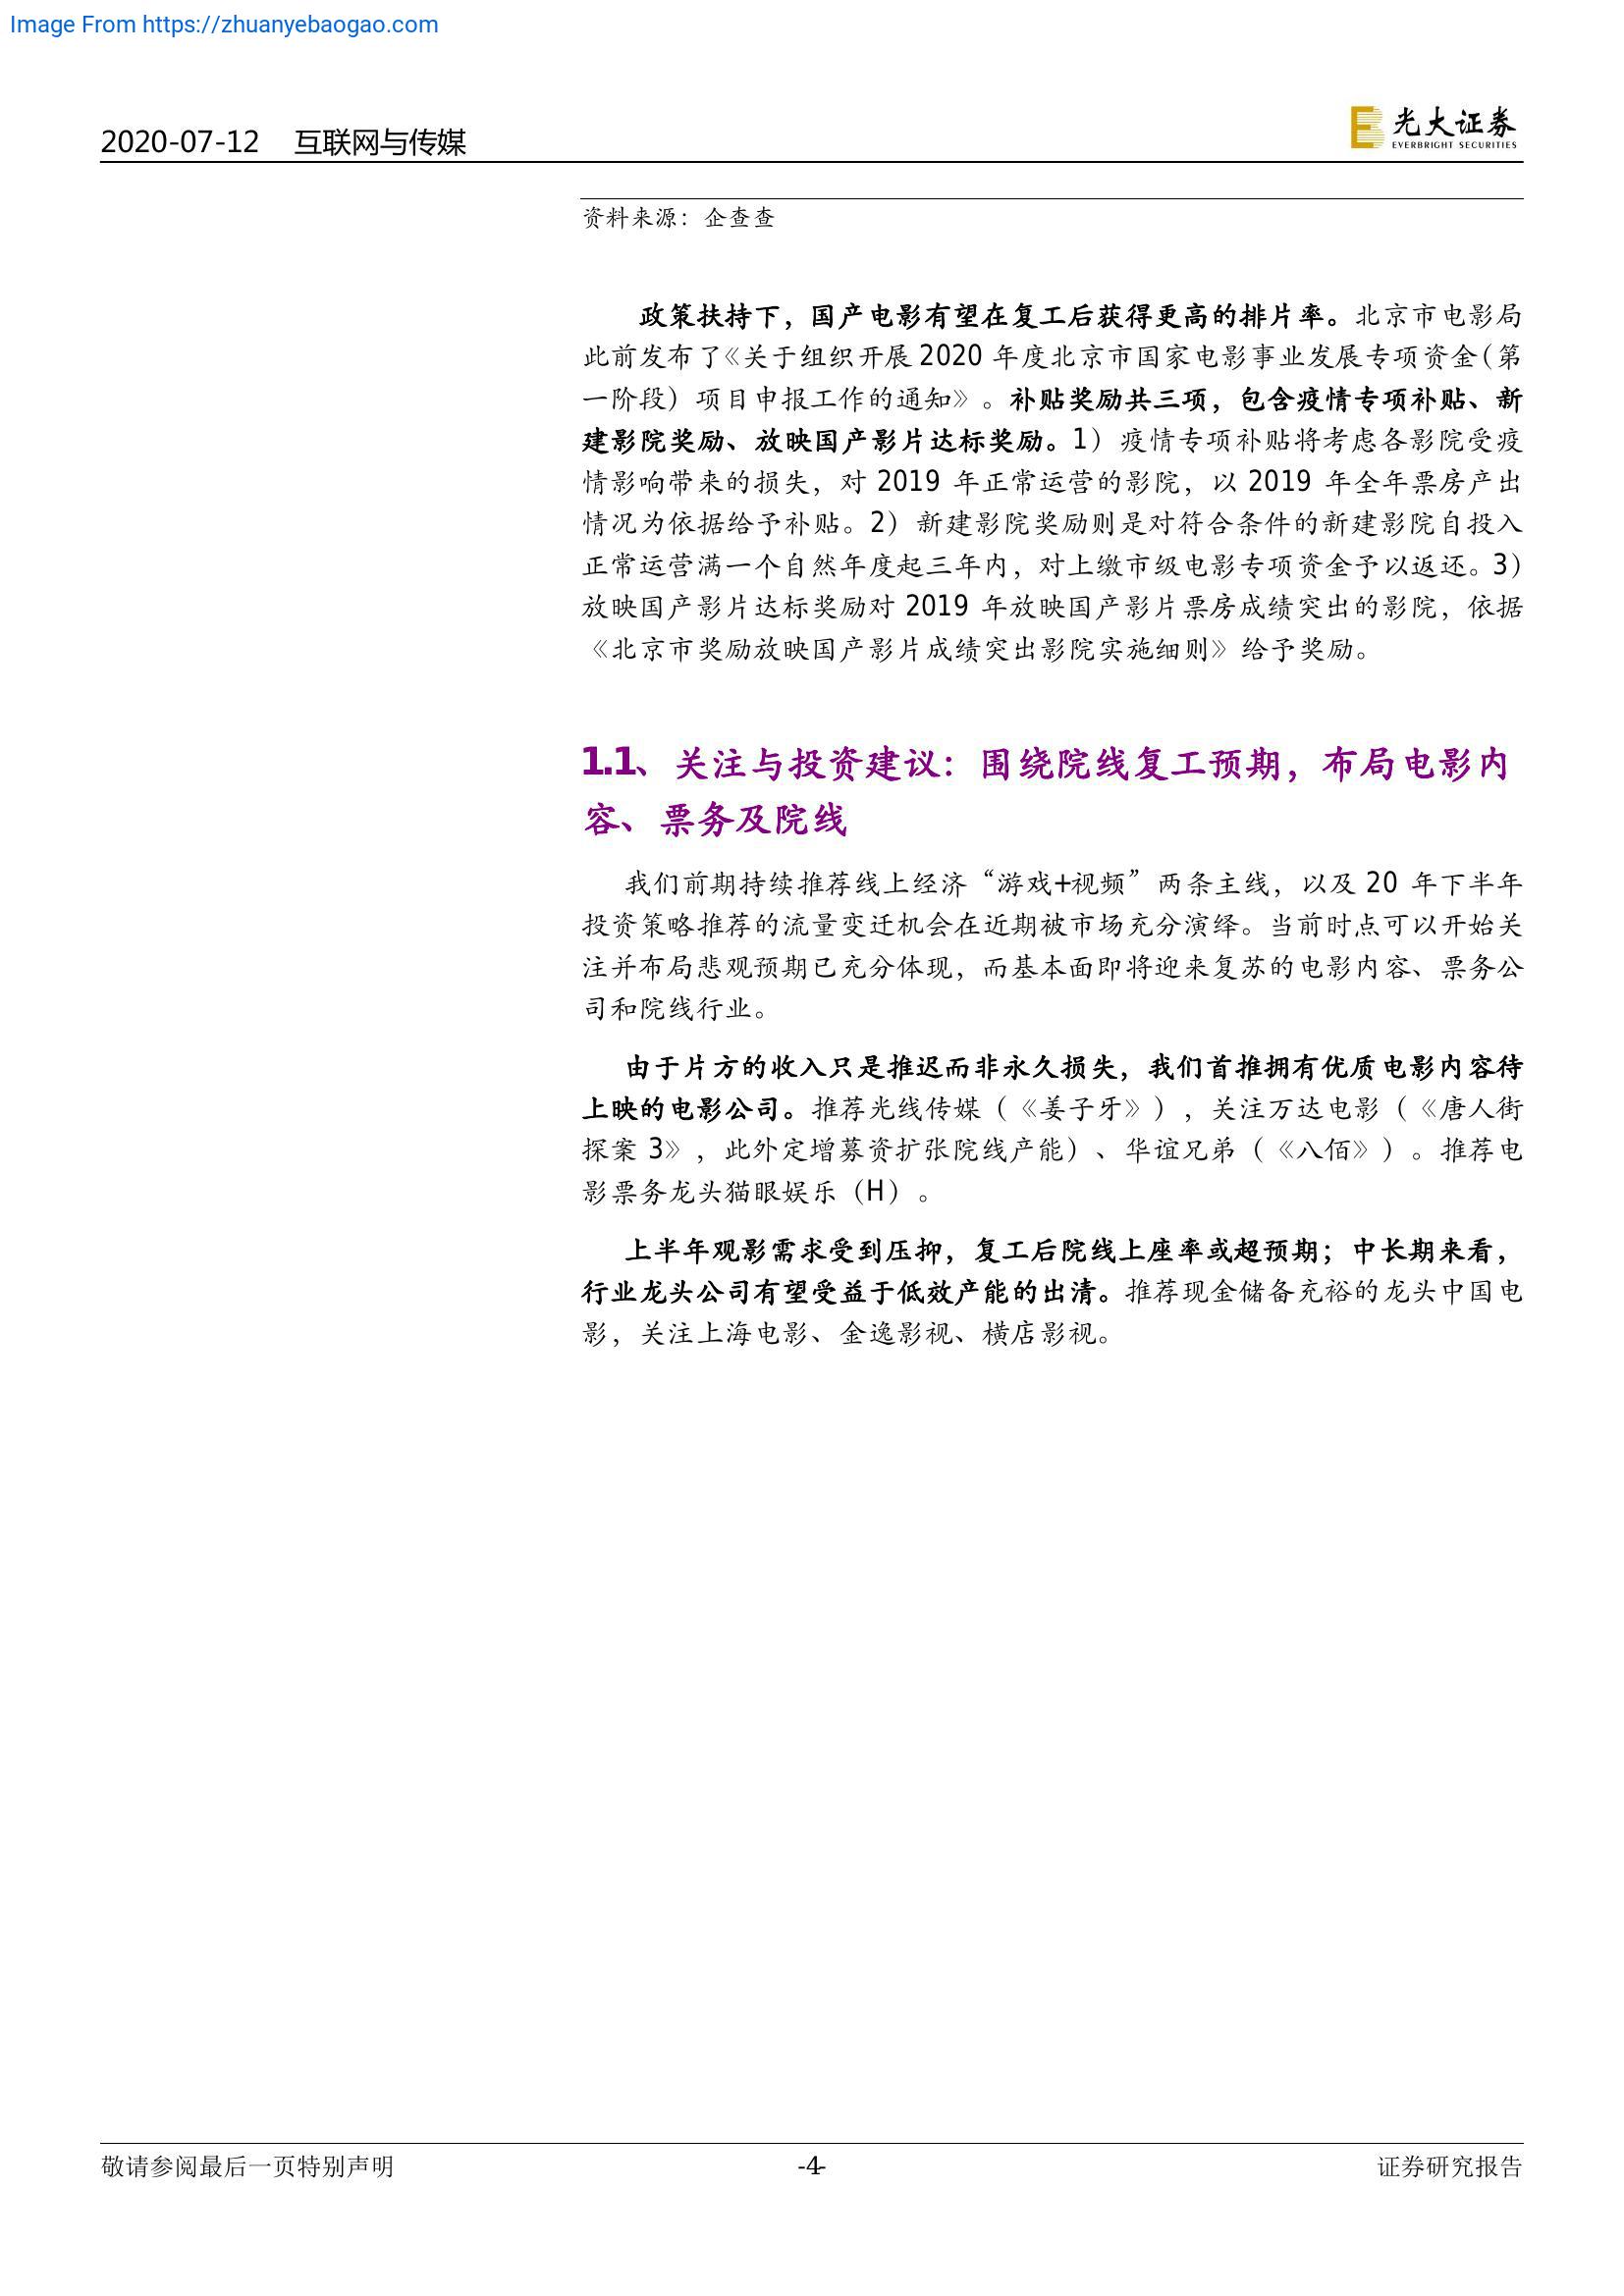 Image From https://zhuanyebaogao.com
2020-07-12 互联网与传媒
光大证券
EVERBRIGHT SECURITIES
资料来源：企查查
政策扶持下，国产电影有望在复工后获得更高的排片率。北京市电影局
此前发布了《关于组织开展 2020 年度北京市国家电影事业发展专项资金（第
一阶段）项目申报工作的通知》。补贴奖励共三项，包含疫情专项补贴、新
建影院奖励、放映国产影片达标奖励。1）疫情专项补贴将考虑各影院受疫
情影响带来的损失，对 2019 年正常运营的影院，以 2019 年全年票房产出
情况为依据给予补贴。2）新建影院奖励则是对符合条件的新建影院自投入
正常运营满一个自然年度起三年内，对上缴市级电影专项资金予以返还。3）
放映国产影片达标奖励对 2019 年放映国产影片票房成绩突出的影院，依据
《北京市奖励放映国产影片成绩突出影院实施细则》给予奖励。
1.1、关注与投资建议：围绕院线复工预期，布局电影内
容、票务及院线
我们前期持续推荐线上经济“游戏+视频”两条主线，以及 20 年下半年
投资策略推荐的流量变迁机会在近期被市场充分演绎。当前时点可以开始关
注并布局悲观预期已充分体现，而基本面即将迎来复苏的电影内容、票务公
司和院线行业。
由于片方的收入只是推迟而非永久损失，我们首推拥有优质电影内容待
上映的电影公司。推荐光线传媒（《姜子牙》），关注万达电影（《唐人街
探案 3》，此外定增募资扩张院线产能）、华谊兄弟（《八佰》）。推荐电
影票务龙头猫眼娱乐（H）。
上半年观影需求受到压抑，复工后院线上座率或超预期；中长期来看，
行业龙头公司有望受益于低效产能的出清。推荐现金储备充裕的龙头中国电
影，关注上海电影、金逸影视、横店影视。
敬请参阅最后一页特别声明
-4-
证券研究报告